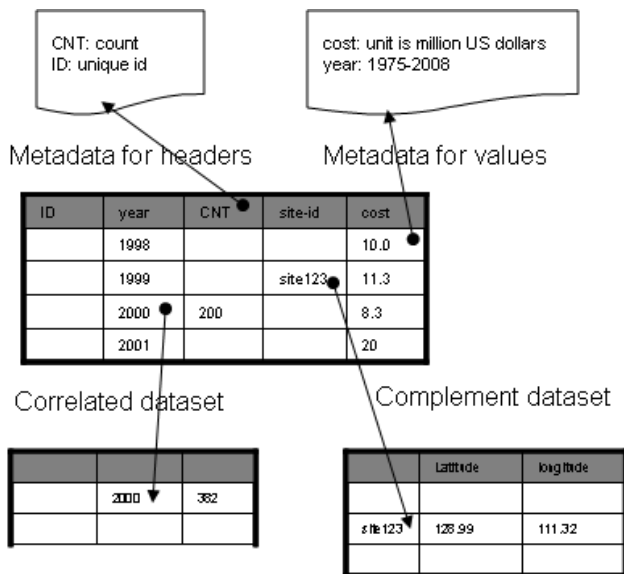 CNT: count
ID: unique id
cost: unit is million US dollars
year: 1975-2008
Metadata for headers
Metadata for values
ID year CNT site-id cost
1998 10.0
1999 site123 11.3
2000 200 8.3
2001 20
Correlated dataset
Complement dataset
2000 382
Latitude longitude
site123 128.99 111.32